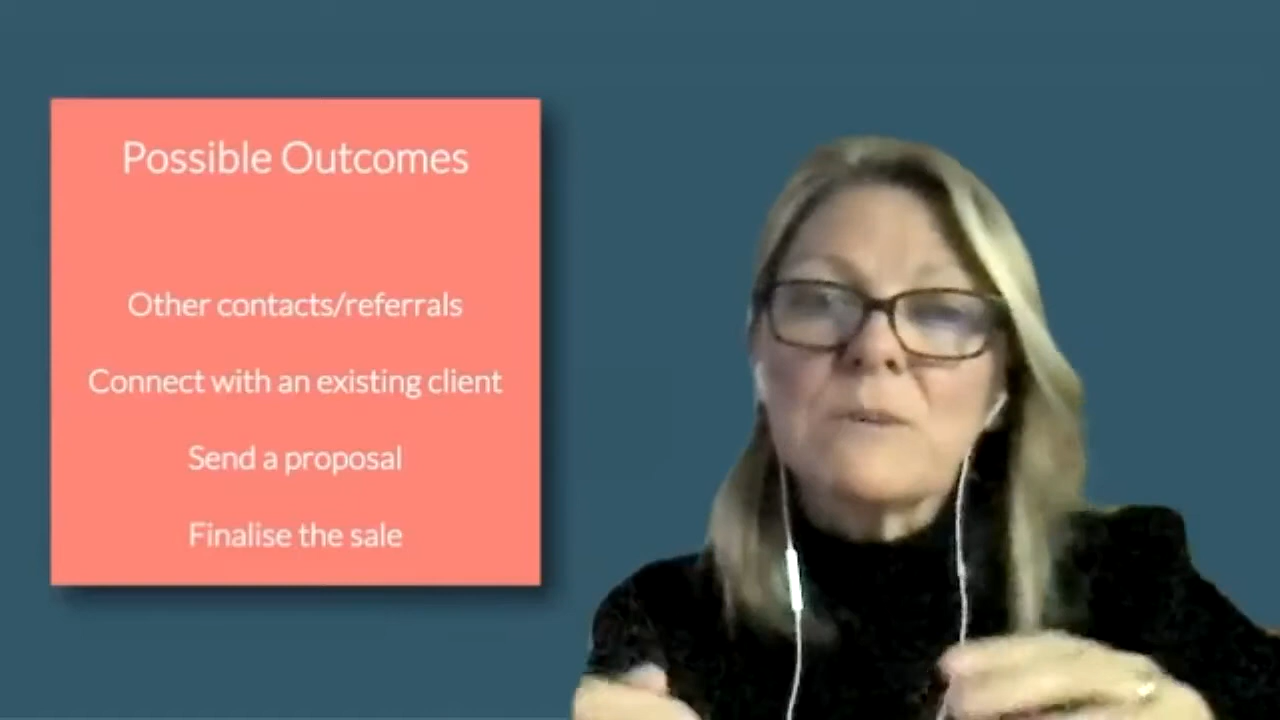 Possible Outcomes
Other contacts/referrals
Connect with an existing client
Send a proposal
Finalise the sale